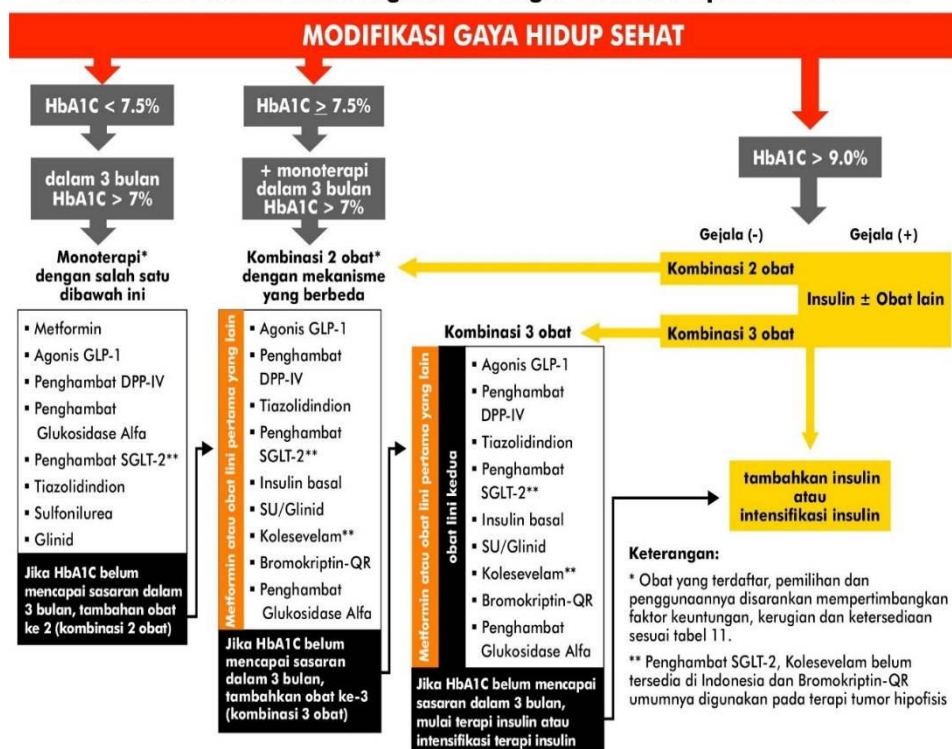 MODIFIKASI GAYA HIDUP SEHAT
HbA1C < 7.5%
dalam 3 bulan
HbA1C > 7%
Monoterapi*
dengan salah satu
dibawah ini
▪ Metformin
▪ Agonis GLP-1
▪ Penghambat DPP-IV
▪ Penghambat
Glukosidase Alfa
▪ Penghambat SGLT-2**
▪ Tiazolidindion
▪ Sulfonilurea
▪ Glinid
Jika HbA1C belum
mencapai sasaran dalam
3 bulan, tambahan obat
ke 2 (kombinasi 2 obat)
HbA1C ≥ 7.5%
+ monoterapi
dalam 3 bulan
HbA1C > 7%
Kombinasi 2 obat*
dengan mekanisme
yang berbeda
Metformin atau obat lini pertama yang lain
▪ Agonis GLP-1
▪ Penghambat
DPP-IV
▪ Tiazolidindion
▪ Penghambat
SGLT-2**
▪ Insulin basal
▪ SU/Glinid
▪ Kolesevelam**
▪ Bromokriptin-QR
▪ Penghambat
Glukosidase Alfa
Jika HbA1C belum
mencapai sasaran
dalam 3 bulan,
tambahkan obat ke-3
(kombinasi 3 obat)
Kombinasi 3 obat
Metformin atau obat lini pertama yang lain
obat lini kedua
▪ Agonis GLP-1
▪ Penghambat
DPP-IV
▪ Tiazolidindion
▪ Penghambat
SGLT-2**
▪ Insulin basal
▪ SU/Glinid
▪ Kolesevelam**
▪ Bromokriptin-QR
▪ Penghambat
Glukosidase Alfa
Jika HbA1C belum mencapai
sasaran dalam 3 bulan,
mulai terapi insulin atau
intensifikasi terapi insulin
HbA1C > 9.0%
Gejala (-)
Gejala (+)
Kombinasi 2 obat
Insulin ± Obat lain
Kombinasi 3 obat
tambahkan insulin
atau
intensifikasi insulin
Keterangan:
* Obat yang terdaftar, pemilihan dan
penggunaannya disarankan mempertimbangkan
faktor keuntungan, kerugian dan ketersediaan
sesuai tabel 11.
** Penghambat SGLT-2, Kolesevelam belum
tersedia di Indonesia dan Bromokriptin-QR
umumnya digunakan pada terapi tumor hipofisis